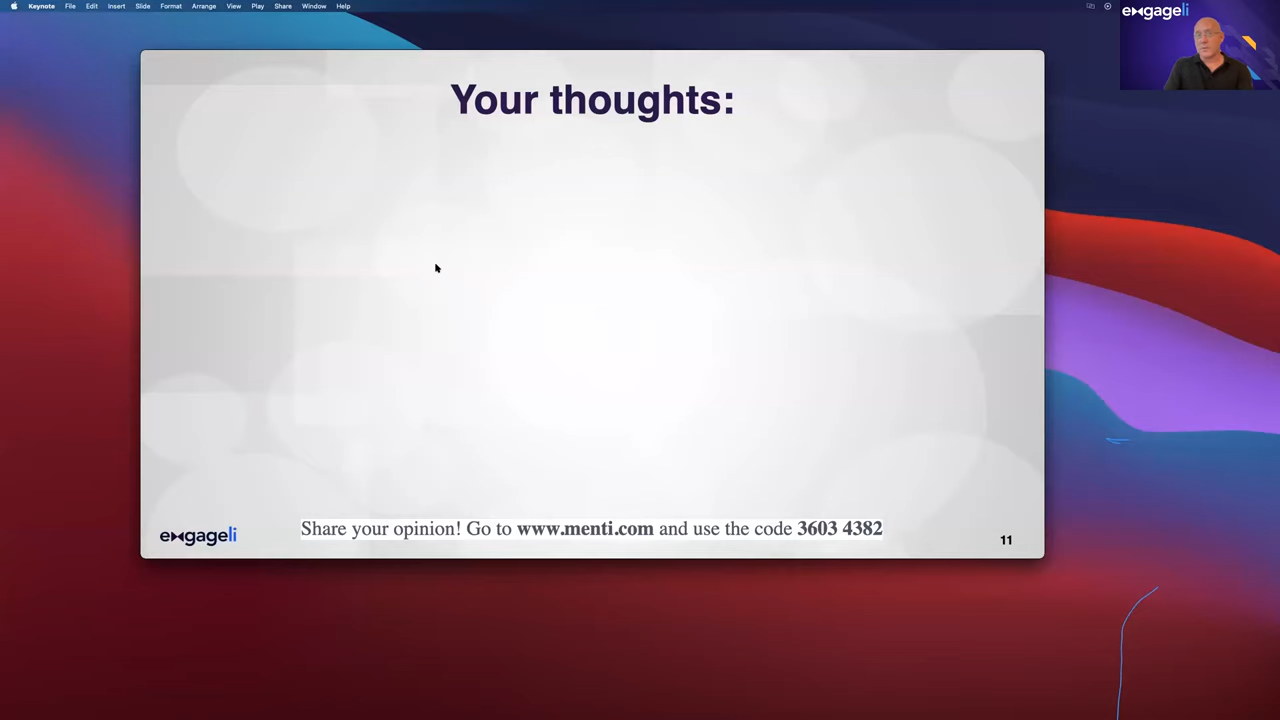 Keynote File Edit Insert Slide Format Arrange View Play Share Window Help
engageli
Your thoughts:
engageli
Share your opinion! Go to www.menti.com and use the code 3603 4382
11